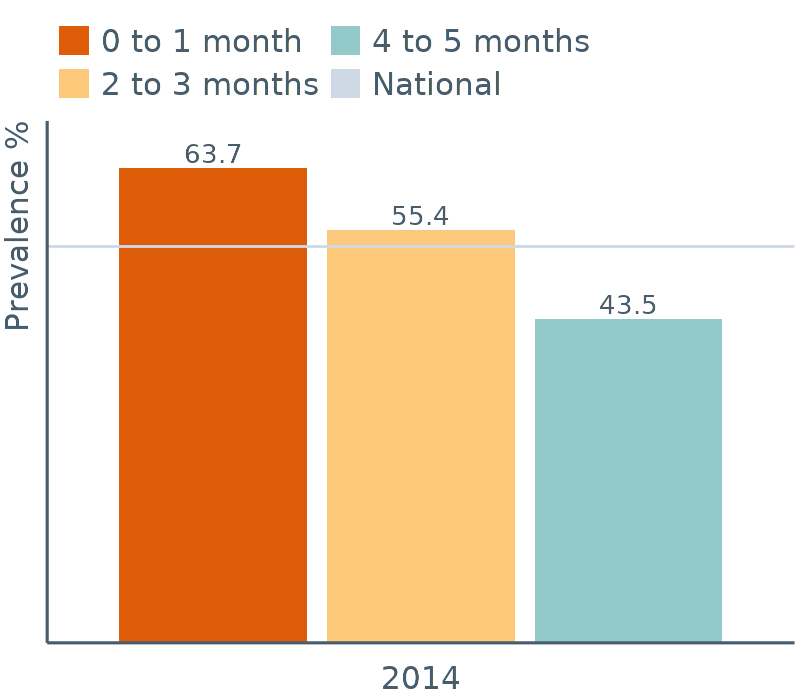 0 to 1 month
4 to 5 months
2 to 3 months
National
Prevalence %
63.7
55.4
43.5
2014